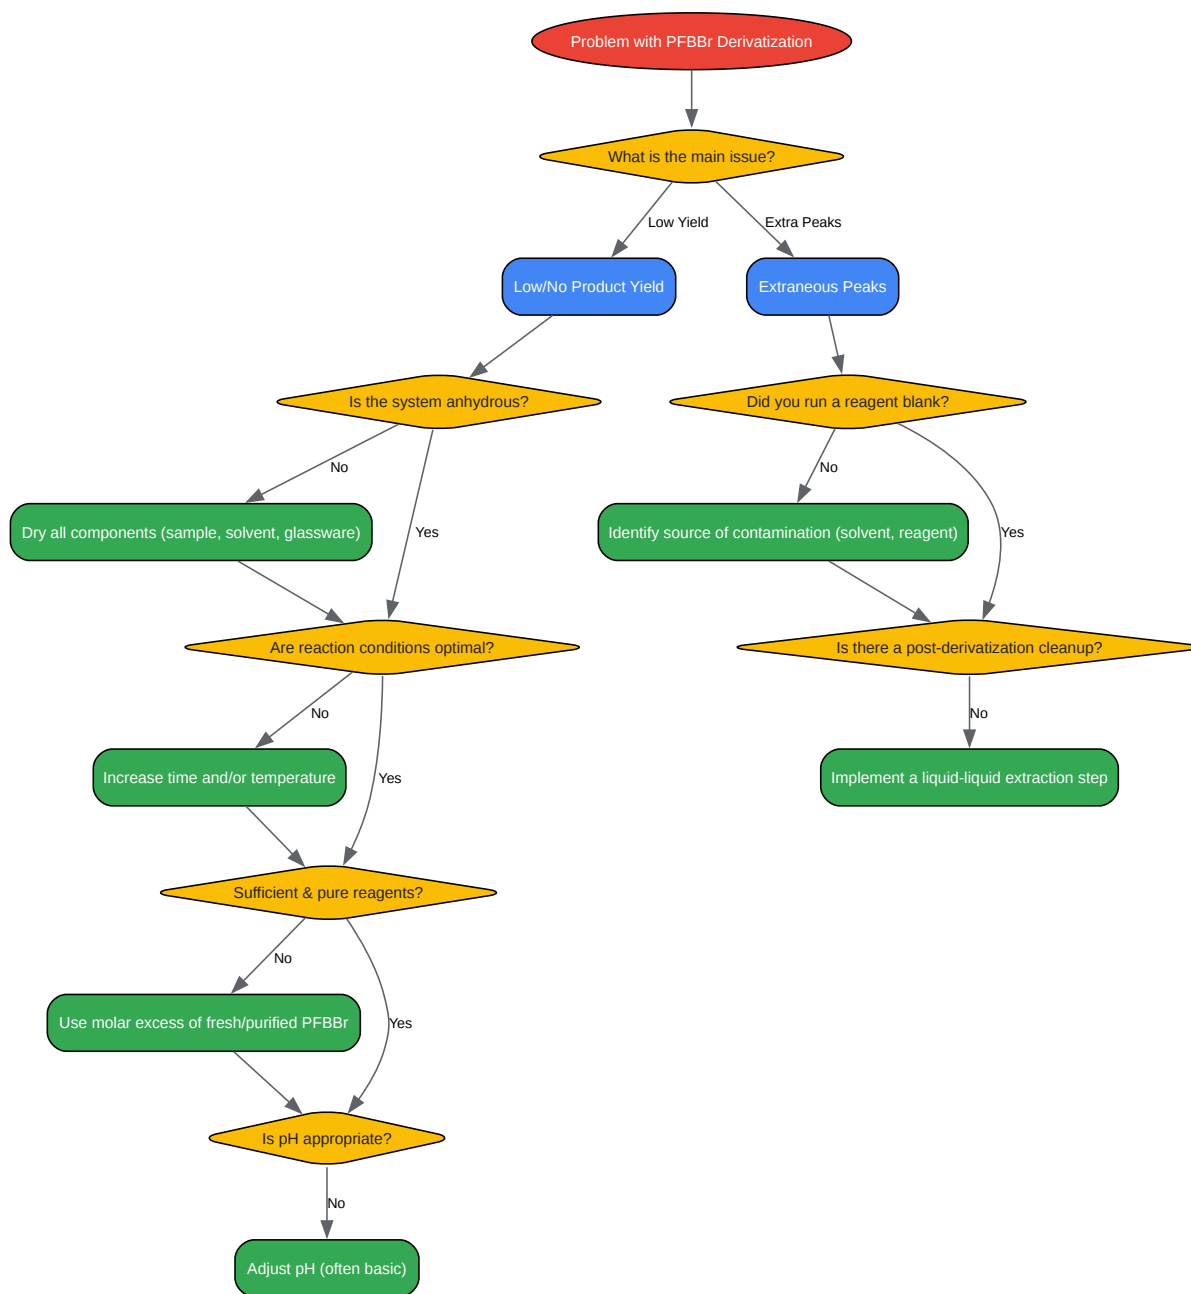 Problem with PFBBr Derivatization
What is the main issue?
Low Yield
Extra Peaks
Low/No Product Yield
Extraneous Peaks
Is the system anhydrous?
Did you run a reagent blank?
No
No
Dry all components (sample, solvent, glassware)
Yes
Identify source of contamination (solvent, reagent)
Yes
Are reaction conditions optimal?
Is there a post-derivatization cleanup?
No
No
Increase time and/or temperature
Yes
Implement a liquid-liquid extraction step
Sufficient & pure reagents?
No
Use molar excess of fresh/purified PFBBr
Yes
Is pH appropriate?
No
Adjust pH (often basic)